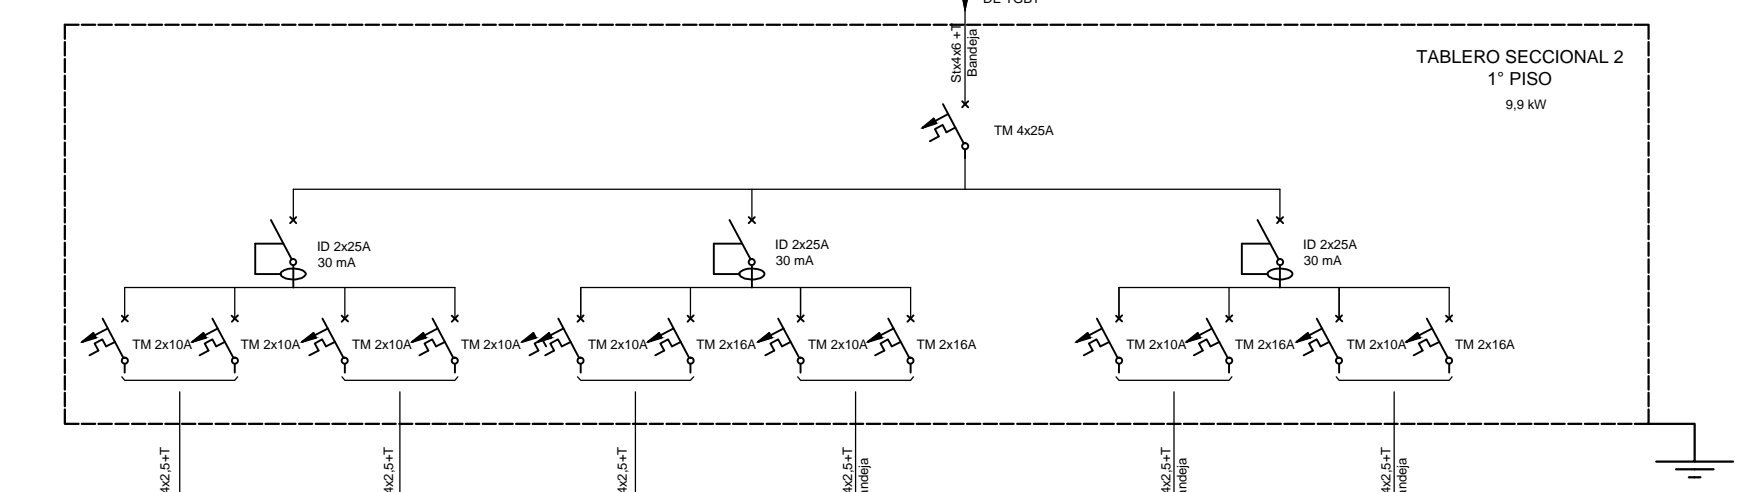 DE TGBT
Stx4x6 +T
Bandeja
TABLERO SECCIONAL 2
1° PISO
9,9 kW
TM 4x25A
ID 2x25A
30 mA
ID 2x25A
30 mA
ID 2x25A
30 mA
TM 2x10A
TM 2x10A
TM 2x10A
TM 2x10A
TM 2x10A
TM 2x16A
TM 2x10A
TM 2x16A
TM 2x10A
TM 2x16A
TM 2x10A
TM 2x16A
4x2,5+T
4x2,5+T
4x2,5+T
4x2,5+T
andeja
4x2,5+T
andeja
4x2,5+T
andeja